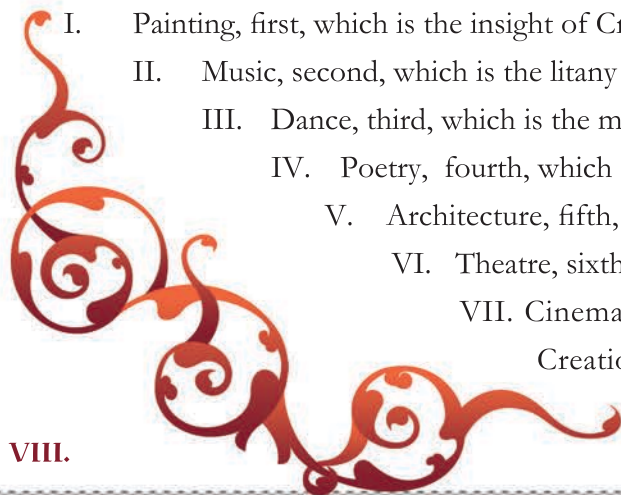 I. Painting, first, which is the insight of
II. Music, second, which is the litany
III. Dance, third, which is the
IV. Poetry, fourth, which
V. Architecture, fifth,
VI. Theatre, sixth
VII. Cinema
VIII.